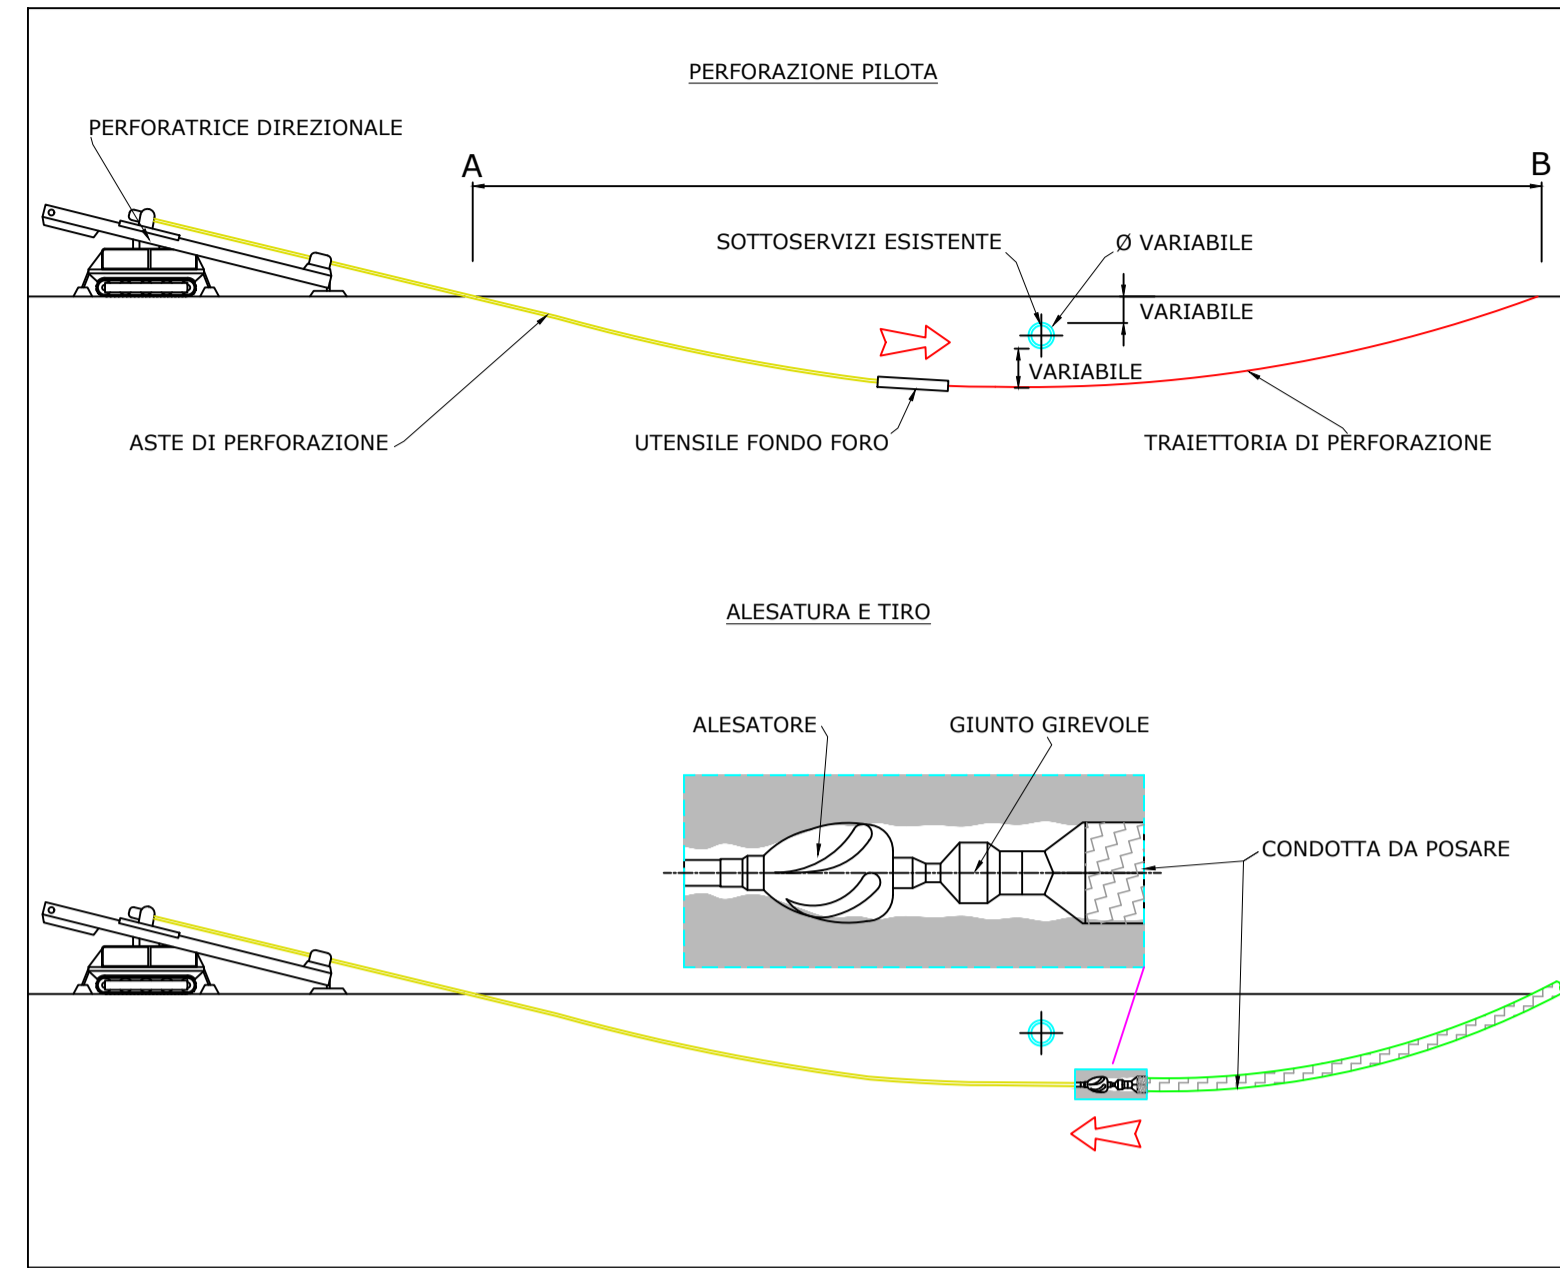 PERFORAZIONE PILOTA
PERFORATRICE DIREZIONALE
A
B
SOTTOSERVIZI ESISTENTE
Ø VARIABILE
VARIABILE
VARIABILE
ASTE DI PERFORAZIONE
UTENSILE FONDO FORO
TRAIETTORIA DI PERFORAZIONE
ALESATURA E TIRO
ALESATORE
GIUNTO GIREVOLE
CONDOTTA DA POSARE